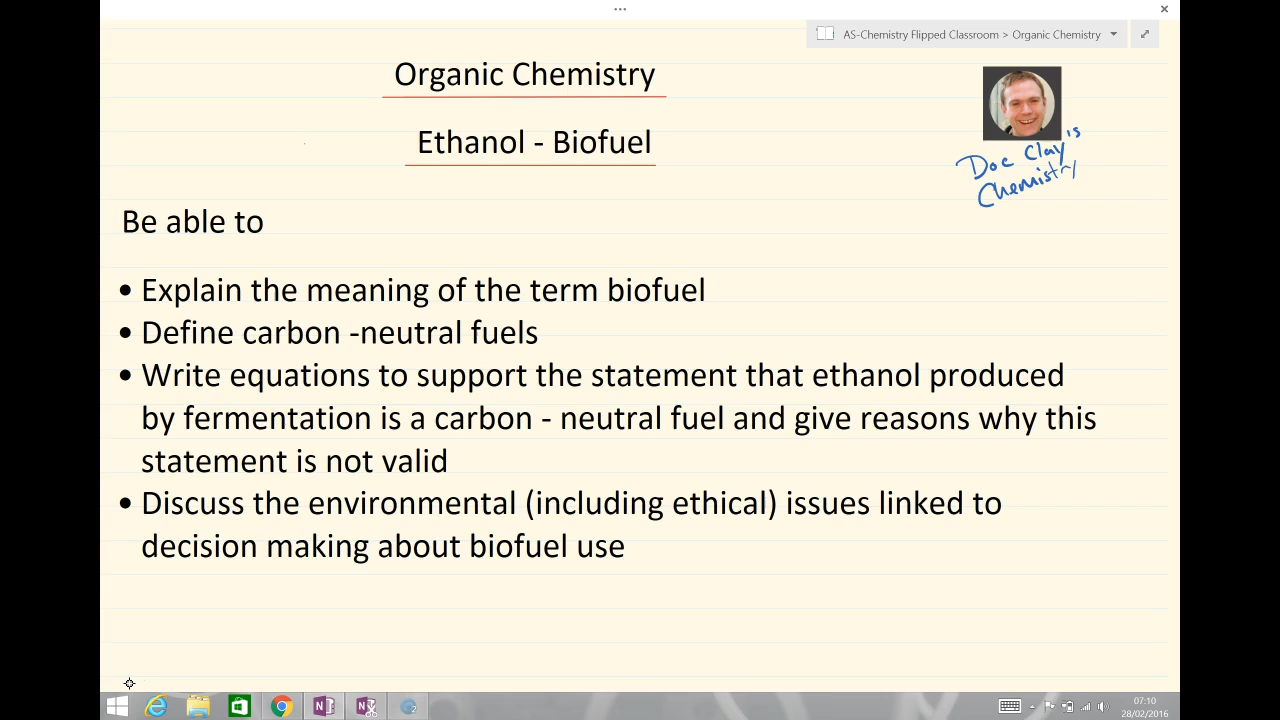 AS-Chemistry Flipped Classroom > Organic Chemistry
Organic Chemistry
Ethanol - Biofuel
Doc Clay's
Chemistry
Be able to
• Explain the meaning of the term biofuel
• Define carbon -neutral fuels
• Write equations to support the statement that ethanol produced
by fermentation is a carbon - neutral fuel and give reasons why this
statement is not valid
• Discuss the environmental (including ethical) issues linked to
decision making about biofuel use
07:10
28/02/2016